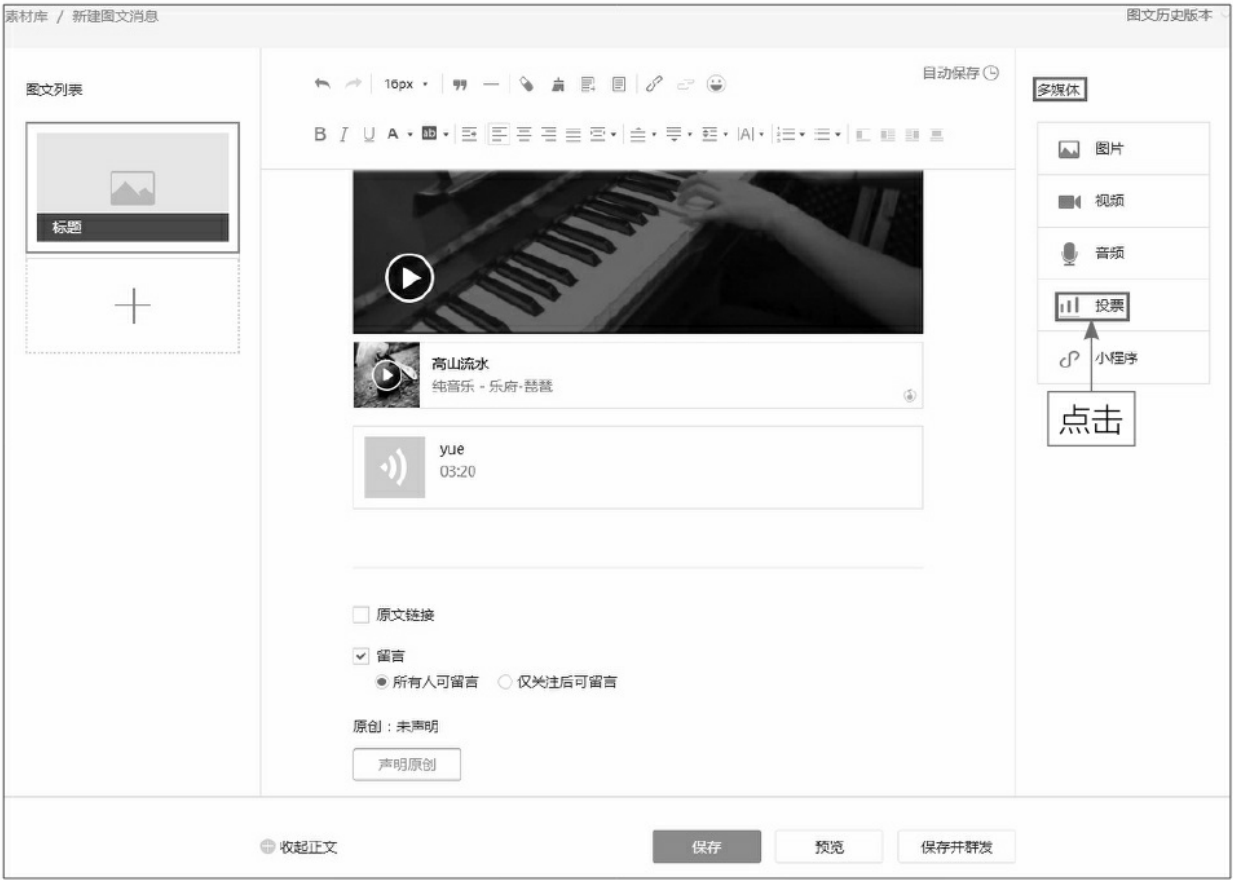 素材库 / 新建图文消息
图文历史版本
图文列表
标题
16px
自动保存
B I U A ab
|A|
高山流水
纯音乐 - 乐府·琵琶
yue
03:20
原文链接
留言
所有人可留言 仅关注后可留言
原创：未声明
声明原创
多媒体
图片
视频
音频
投票
小程序
点击
收起正文 保存 预览 保存并群发